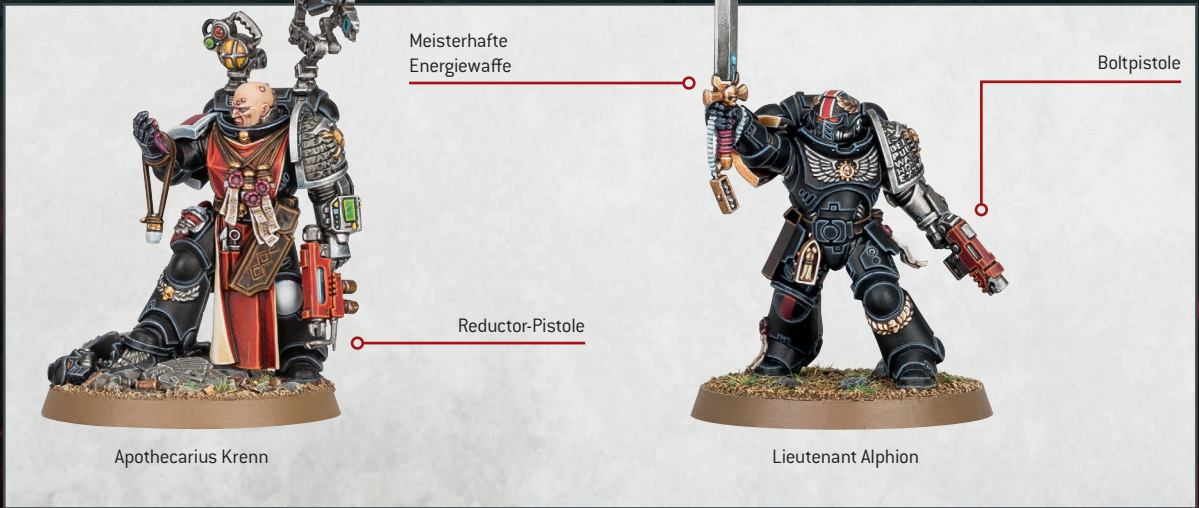 Meisterhafte
Energiewaffe
Boltpistole
Reductor-Pistole
Apothecarius Krenn
Lieutenant Alphion